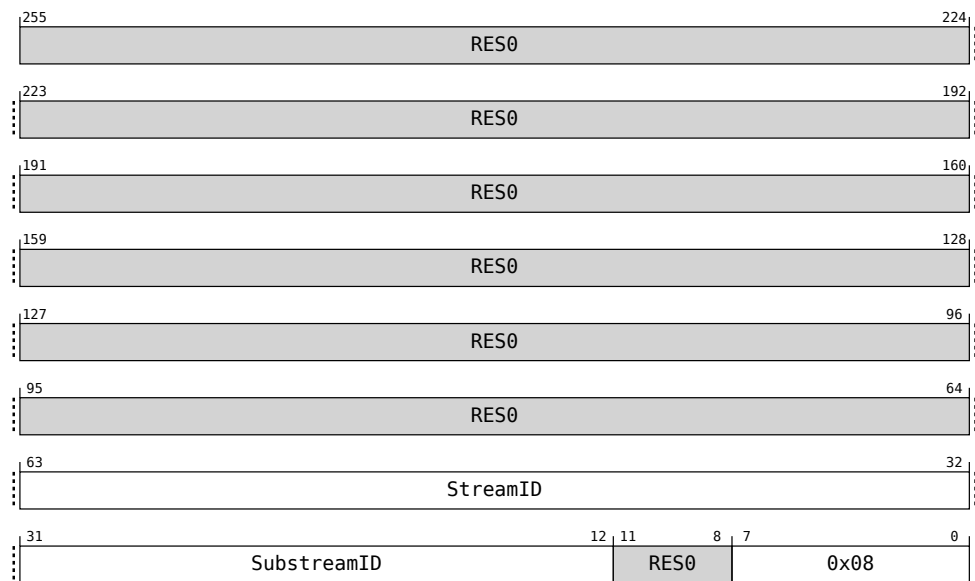 255 224
RES0
223 192
RES0
191 160
RES0
159 128
RES0
127 96
RES0
95 64
RES0
63 32
StreamID
31 12 11 8 7 0
SubstreamID RES0 0x08